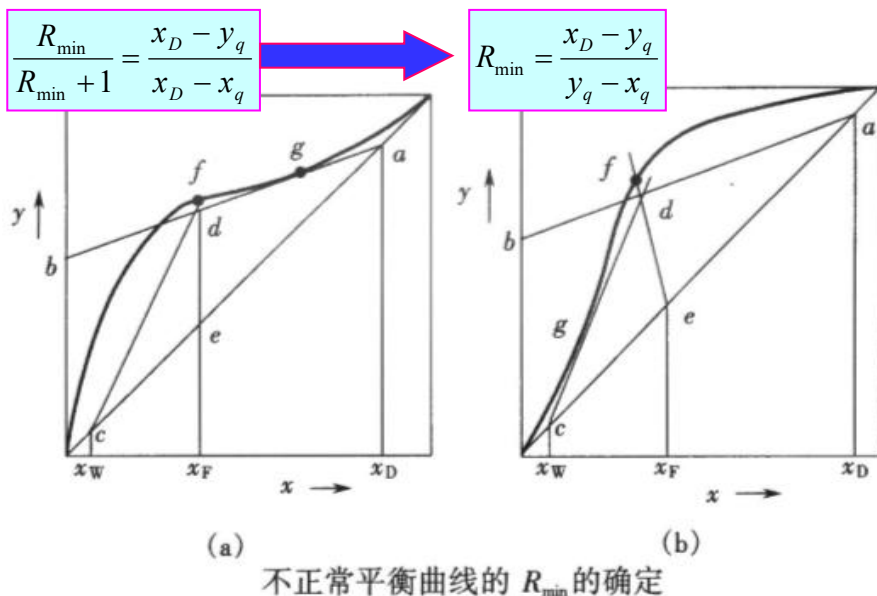 R_min / (R_min + 1) = (x_D − y_q) / (x_D − x_q)
R_min = (x_D − y_q) / (y_q − x_q)
y
b
f
g
a
d
e
c
x_W
x_F
x_D
x
(a)
y
b
f
a
d
g
e
c
x_W
x_F
x_D
x
(b)
不正常平衡曲线的 R_min 的确定